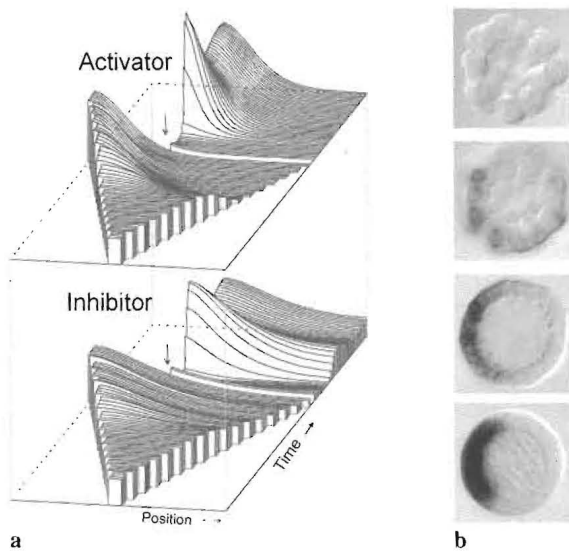 Activator
Inhibitor
Time →
Position -- →
a
b